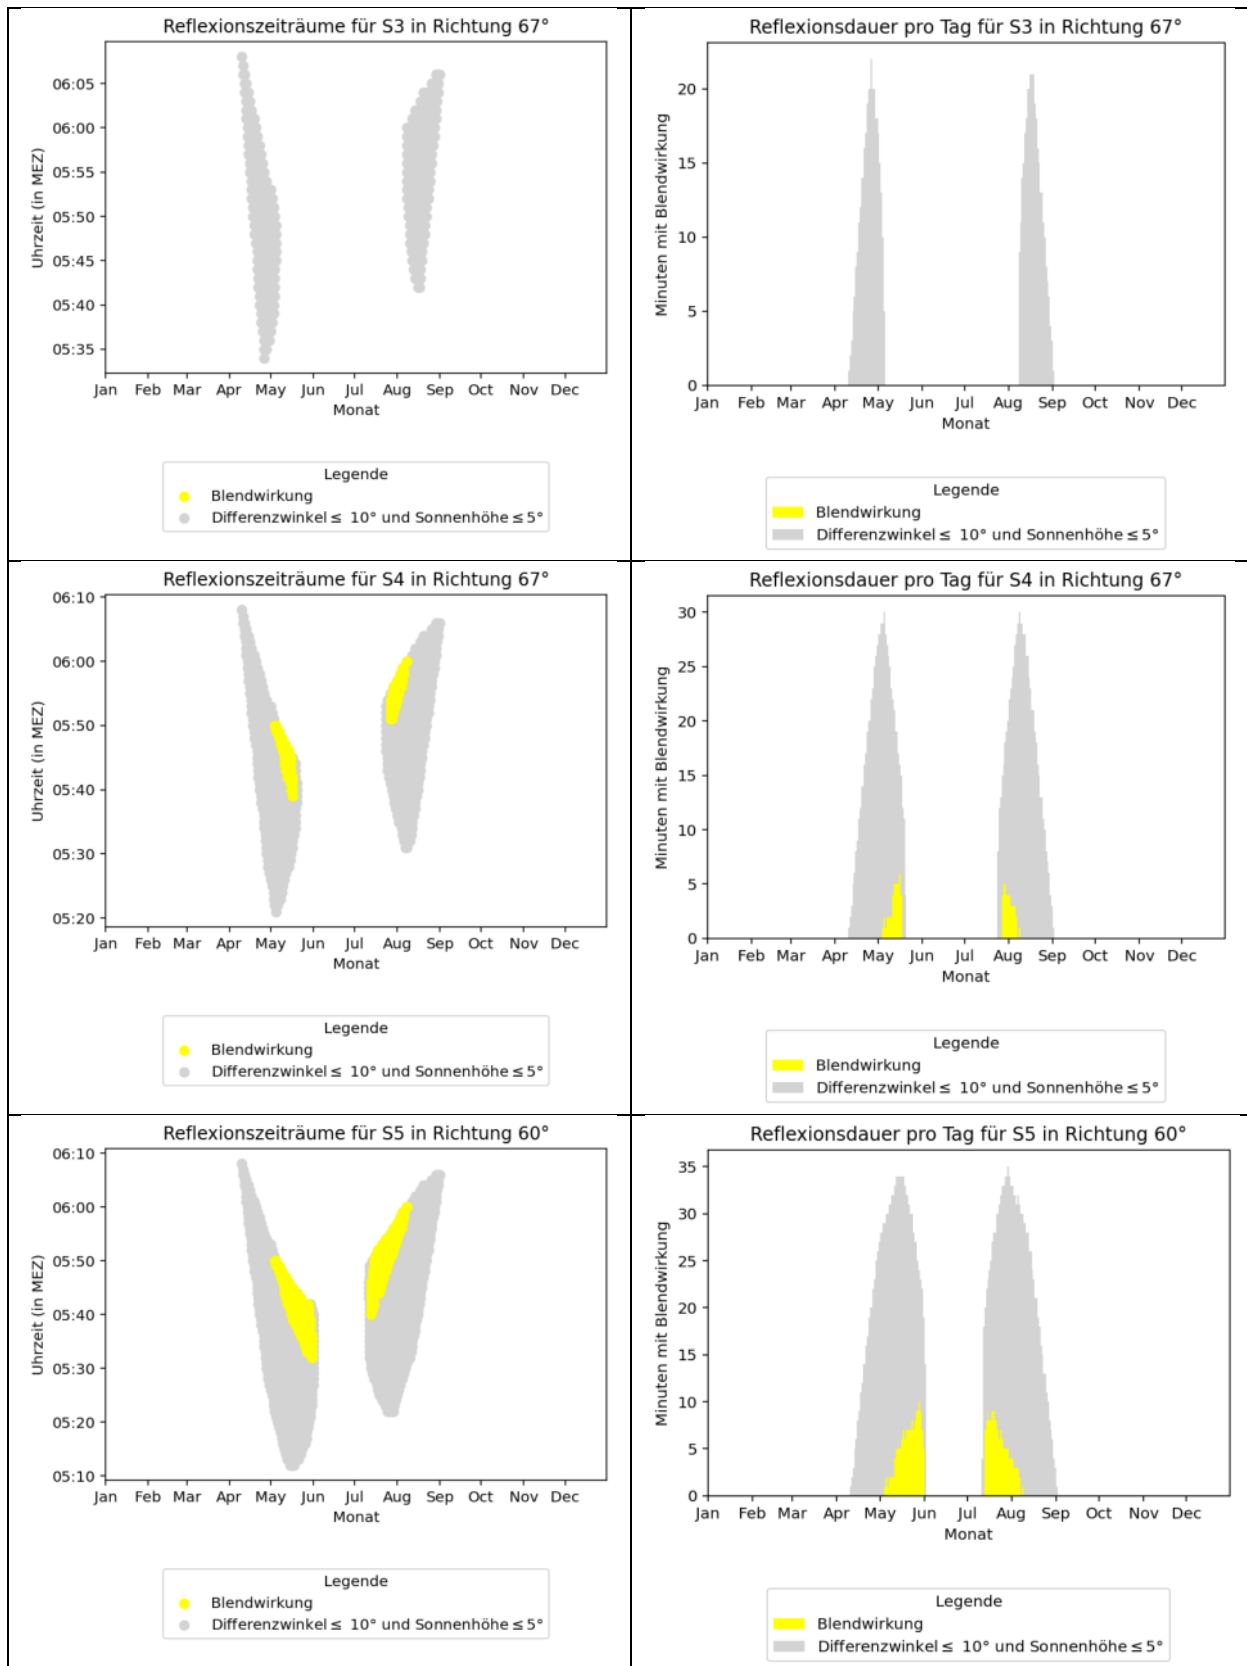 Reflexionszeiträume für S3 in Richtung 67°
06:05
06:00
05:55
05:50
05:45
05:40
05:35
Uhrzeit (in MEZ)
Jan Feb Mar Apr May Jun Jul Aug Sep Oct Nov Dec
Monat
Legende
Blendwirkung
Differenzwinkel ≤ 10° und Sonnenhöhe ≤ 5°
Reflexionsdauer pro Tag für S3 in Richtung 67°
20
15
10
5
0
Minuten mit Blendwirkung
Jan Feb Mar Apr May Jun Jul Aug Sep Oct Nov Dec
Monat
Legende
Blendwirkung
Differenzwinkel ≤ 10° und Sonnenhöhe ≤ 5°
Reflexionszeiträume für S4 in Richtung 67°
06:10
06:00
05:50
05:40
05:30
05:20
Uhrzeit (in MEZ)
Jan Feb Mar Apr May Jun Jul Aug Sep Oct Nov Dec
Monat
Legende
Blendwirkung
Differenzwinkel ≤ 10° und Sonnenhöhe ≤ 5°
Reflexionsdauer pro Tag für S4 in Richtung 67°
30
25
20
15
10
5
0
Minuten mit Blendwirkung
Jan Feb Mar Apr May Jun Jul Aug Sep Oct Nov Dec
Monat
Legende
Blendwirkung
Differenzwinkel ≤ 10° und Sonnenhöhe ≤ 5°
Reflexionszeiträume für S5 in Richtung 60°
06:10
06:00
05:50
05:40
05:30
05:20
05:10
Uhrzeit (in MEZ)
Jan Feb Mar Apr May Jun Jul Aug Sep Oct Nov Dec
Monat
Legende
Blendwirkung
Differenzwinkel ≤ 10° und Sonnenhöhe ≤ 5°
Reflexionsdauer pro Tag für S5 in Richtung 60°
35
30
25
20
15
10
5
0
Minuten mit Blendwirkung
Jan Feb Mar Apr May Jun Jul Aug Sep Oct Nov Dec
Monat
Legende
Blendwirkung
Differenzwinkel ≤ 10° und Sonnenhöhe ≤ 5°